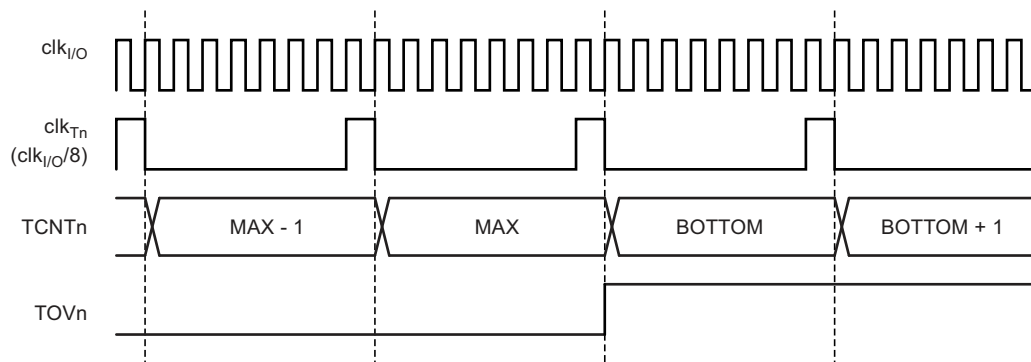 clkI/O
clkTn
(clkI/O/8)
TCNTn
MAX - 1
MAX
BOTTOM
BOTTOM + 1
TOVn